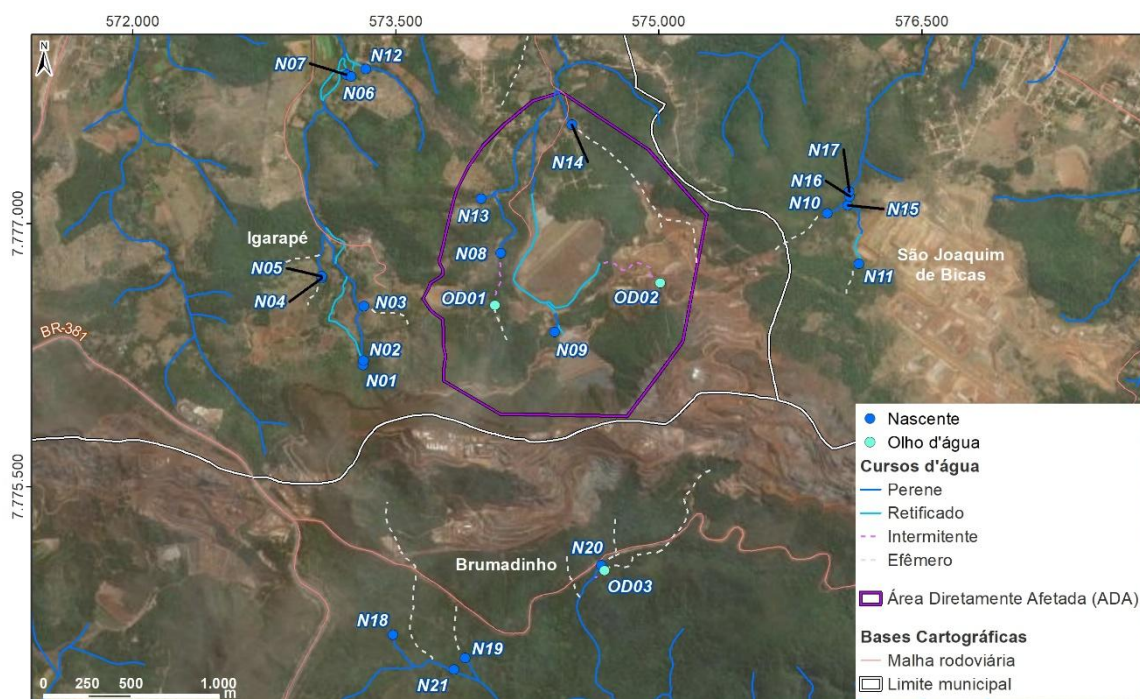 572.000
573.500
575.000
576.500
N
N07
N12
N06
N17
N14
N16
N10
N15
7.777.000
N13
Igarapé
N08
São Joaquim
de Bicas
N05
N11
OD01
OD02
N04
N03
BR-381
N09
N02
N01
Nascente
Olho d'água
Cursos d'água
Perene
7.775.500
Retificado
Intermitente
Efêmero
N20
Brumadinho
OD03
Área Diretamente Afetada (ADA)
N18
Bases Cartográficas
N19
Malha rodoviária
N21
Limite municipal
0 250 500 1.000
m